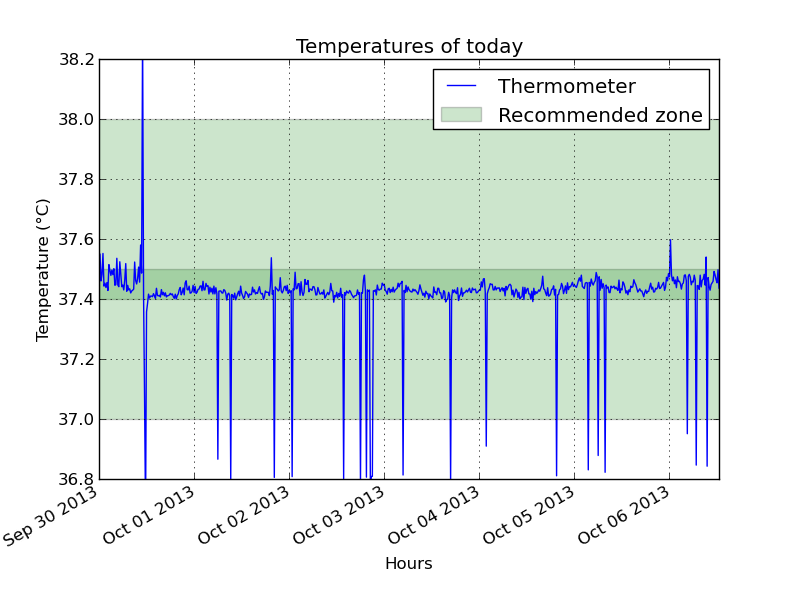 Temperatures of today
Thermometer
Recommended zone
38.2
38.0
37.8
37.6
37.4
37.2
37.0
36.8
Temperature (°C)
Sep 30 2013
Oct 01 2013
Oct 02 2013
Oct 03 2013
Oct 04 2013
Oct 05 2013
Oct 06 2013
Hours